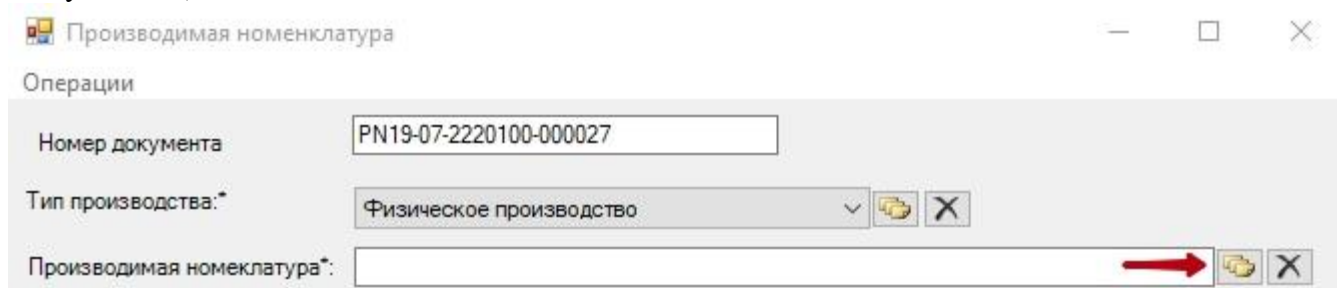 Производимая номенклатура
Операции
Номер документа PN19-07-2220100-000027
Тип производства:* Физическое производство
Производимая номеклатура*: